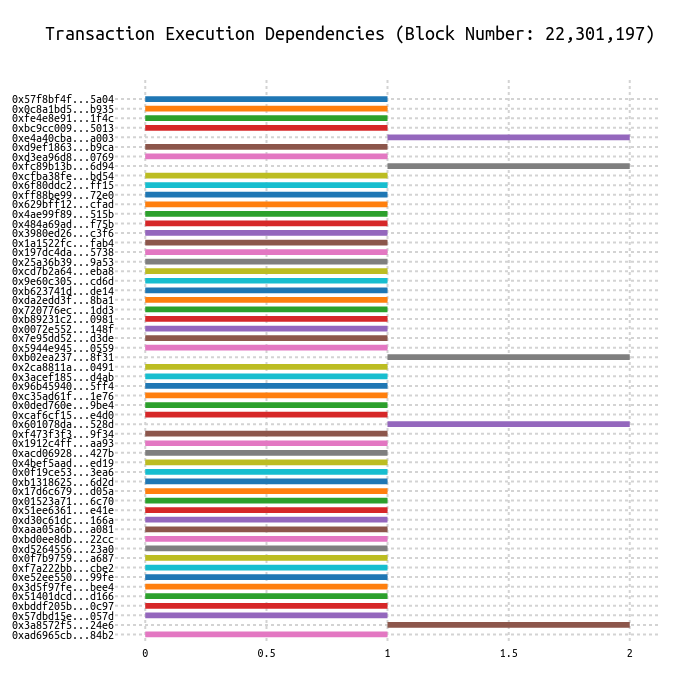 Transaction Execution Dependencies (Block Number: 22,301,197)
0x57f8bf4f...5a04
0x0c8a1bd5...b935
0xfe4e8e91...1f4c
0xbc9cc009...5013
0xe4a40cba...a003
0xd9ef1863...b9ca
0xd3ea96d8...0769
0xfc89b13b...6d94
0xcfba38fe...bd54
0x6f80ddc2...ff15
0xff88be99...72e0
0x629bff12...cfad
0x4ae99f89...515b
0x484a69ad...f75b
0x3980ed26...c3f6
0x1a1522fc...fab4
0x197dc4da...5738
0x25a36b39...9a53
0xcd7b2a64...eba8
0x9e60c305...cd6d
0xb623741d...de14
0xda2edd3f...8ba1
0x720776ec...1dd3
0xb89231c2...0981
0x0072e552...148f
0x7e95dd52...d3de
0x5944e945...0559
0xb02ea237...8f31
0x2ca8811a...0491
0x3acef185...d4ab
0x96b45940...5ff4
0xc35ad61f...1e76
0x0ded760e...9be4
0xcaf6cf15...e4d0
0x601078da...528d
0xf473f3f3...9f34
0x1912c4ff...aa93
0xacd06928...427b
0x4bef5aad...ed19
0x0f19ce53...3ea6
0xb1318625...6d2d
0x17d6c679...d05a
0x01523a71...6c70
0x51ee6361...e41e
0xd30c61dc...166a
0xaaa05a6b...a081
0xbd0ee8db...22cc
0xd5264556...23a0
0x0f7b9759...a687
0xf7a222bb...cbe2
0xe52ee550...99fe
0x3d5f97fe...bee4
0x51401dcd...d166
0xbddf205b...0c97
0x57dbd15e...057d
0x3a8572f5...24e6
0xad6965cb...84b2
0 0.5 1 1.5 2